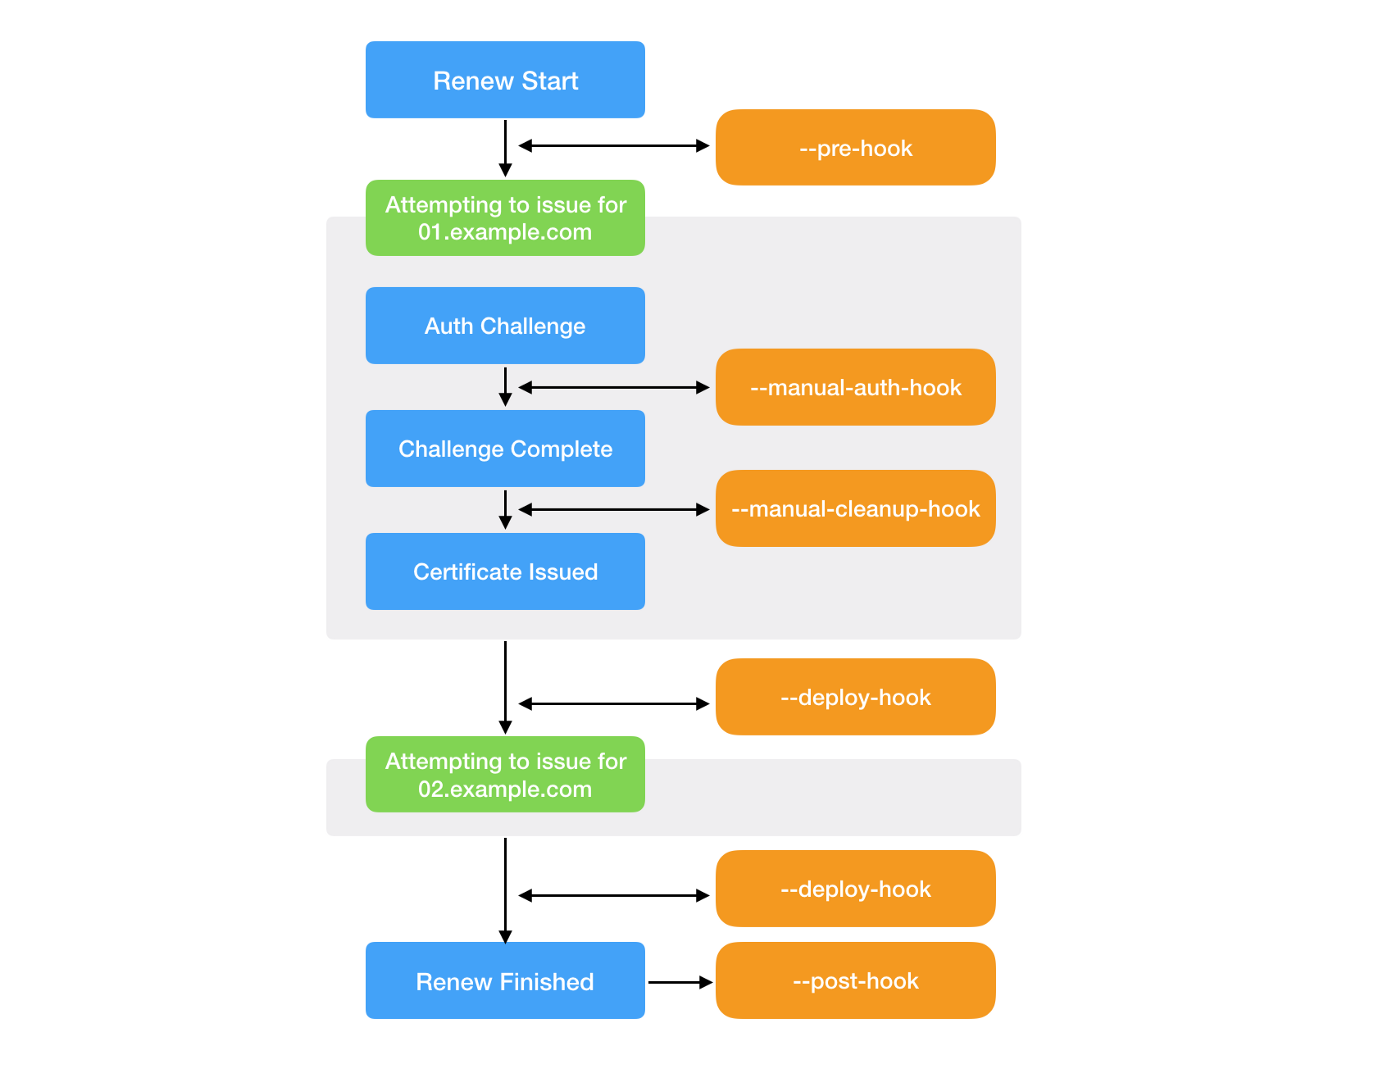 Renew Start
--pre-hook
Attempting to issue for
01.example.com
Auth Challenge
--manual-auth-hook
Challenge Complete
--manual-cleanup-hook
Certificate Issued
--deploy-hook
Attempting to issue for
02.example.com
--deploy-hook
Renew Finished
--post-hook